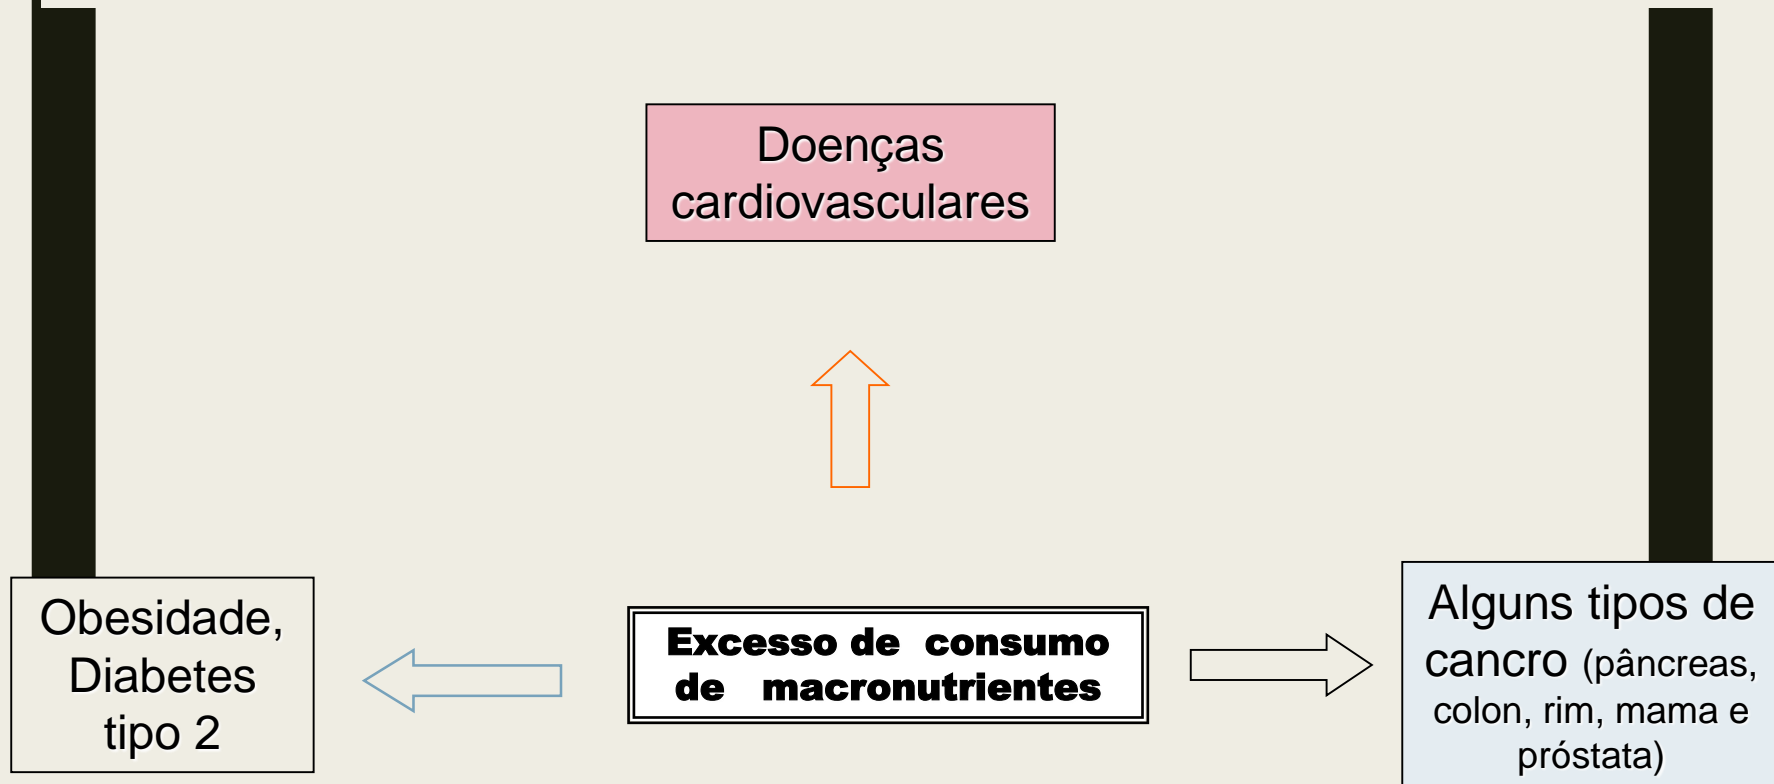 Doenças
cardiovasculares
Obesidade,
Diabetes
tipo 2
Excesso de consumo
de macronutrientes
Alguns tipos de
cancro (pâncreas,
colon, rim, mama e
próstata)